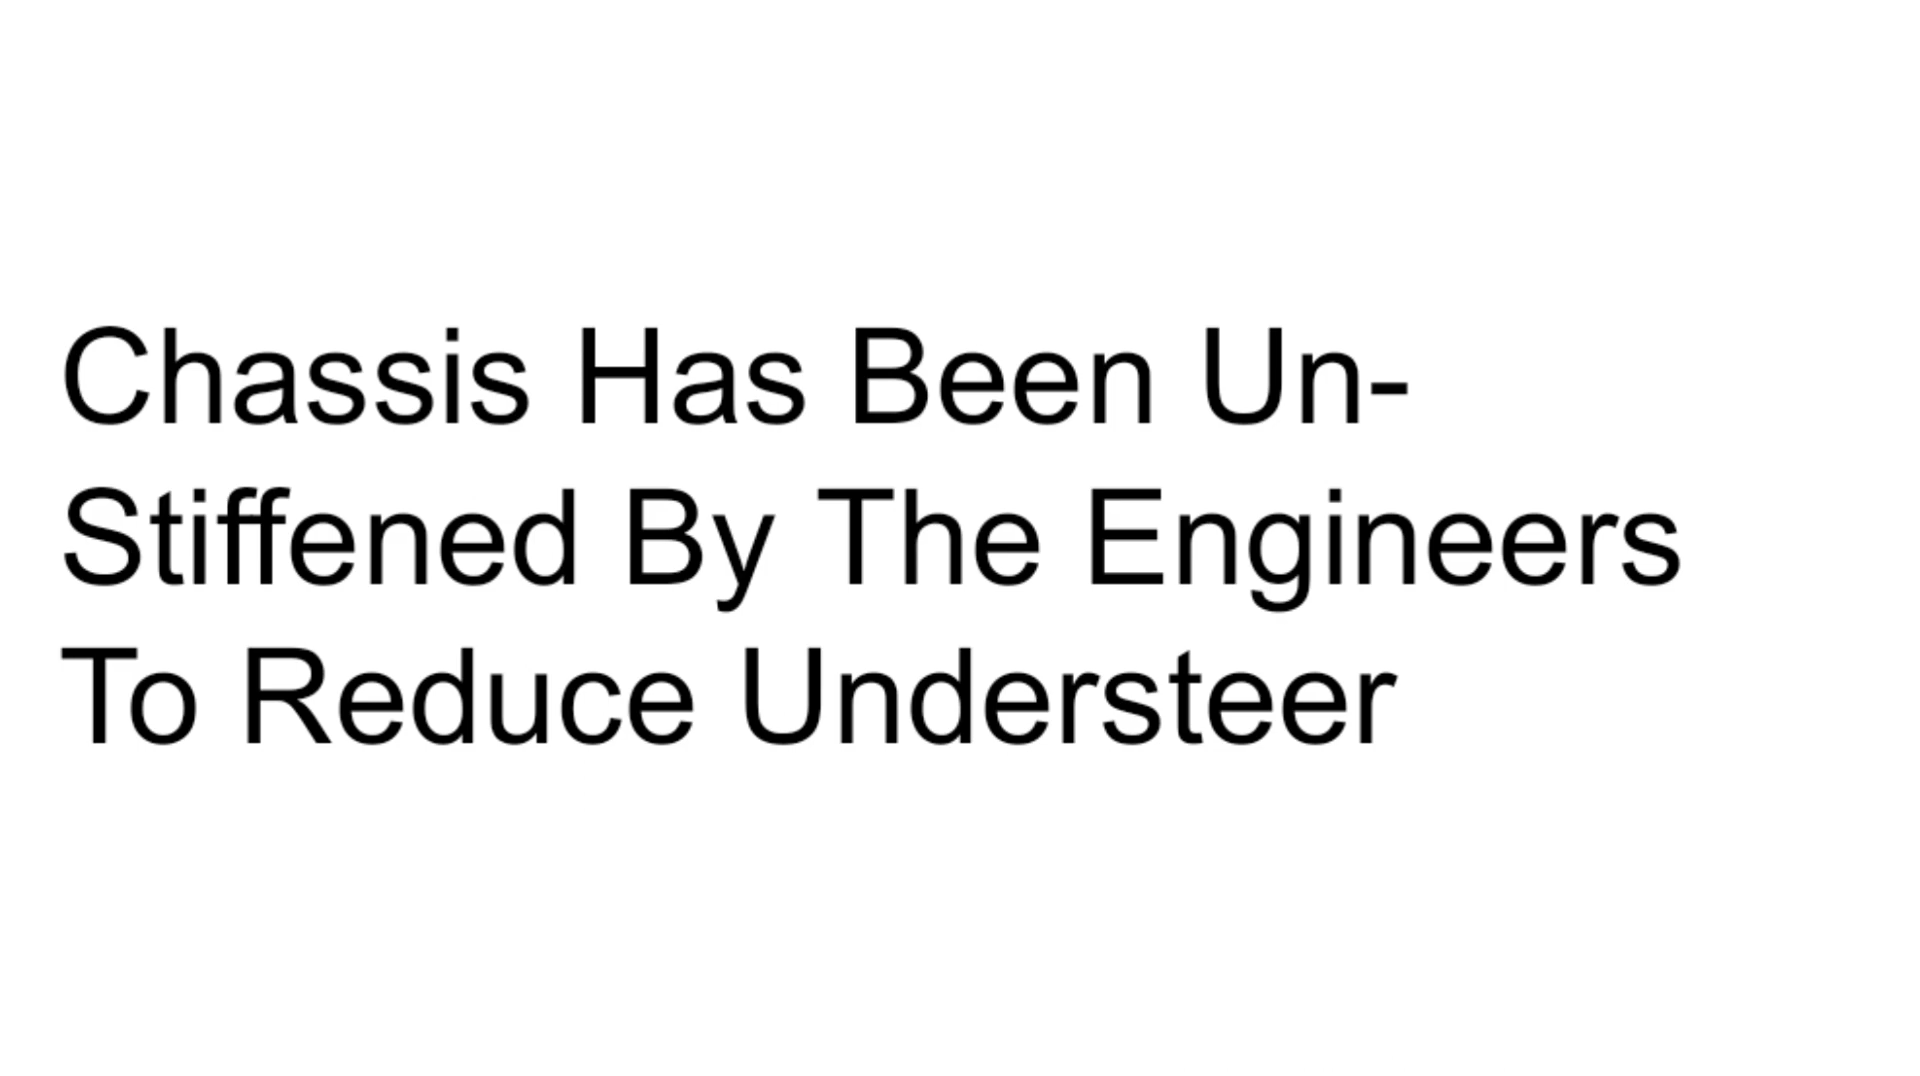 Chassis Has Been Un-
Stiffened By The Engineers
To Reduce Understeer